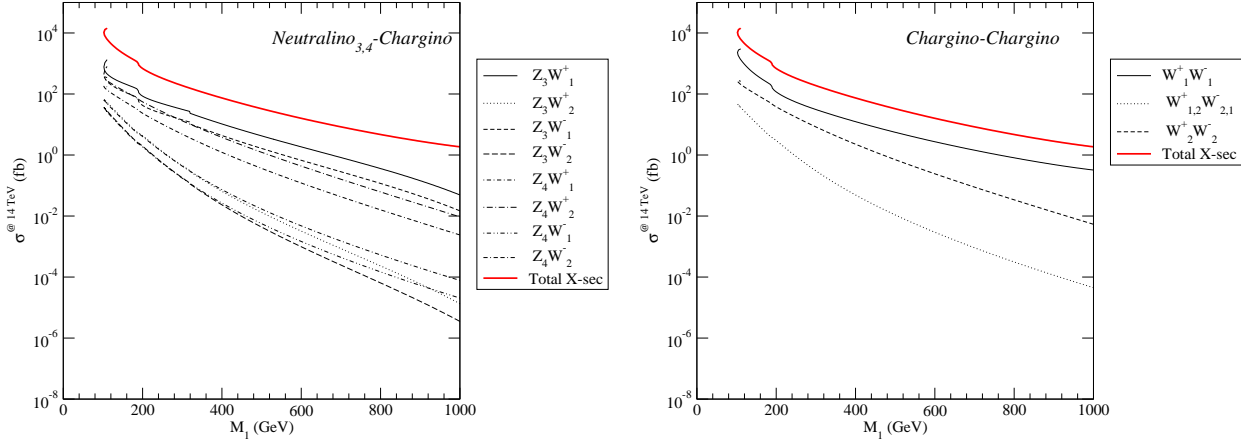 Neutralino3,4-Chargino
σ@ 14 TeV (fb)
10^4
10^2
10^0
10^-2
10^-4
10^-6
10^-8
0 200 400 600 800 1000
M1 (GeV)
Z3W+1
Z3W+2
Z3W-1
Z3W-2
Z4W+1
Z4W+2
Z4W-1
Z4W-2
Total X-sec
Chargino-Chargino
σ@ 14 TeV (fb)
10^4
10^2
10^0
10^-2
10^-4
10^-6
10^-8
0 200 400 600 800 1000
M1 (GeV)
W+1W-1
W+1,2W-2,1
W+2W-2
Total X-sec